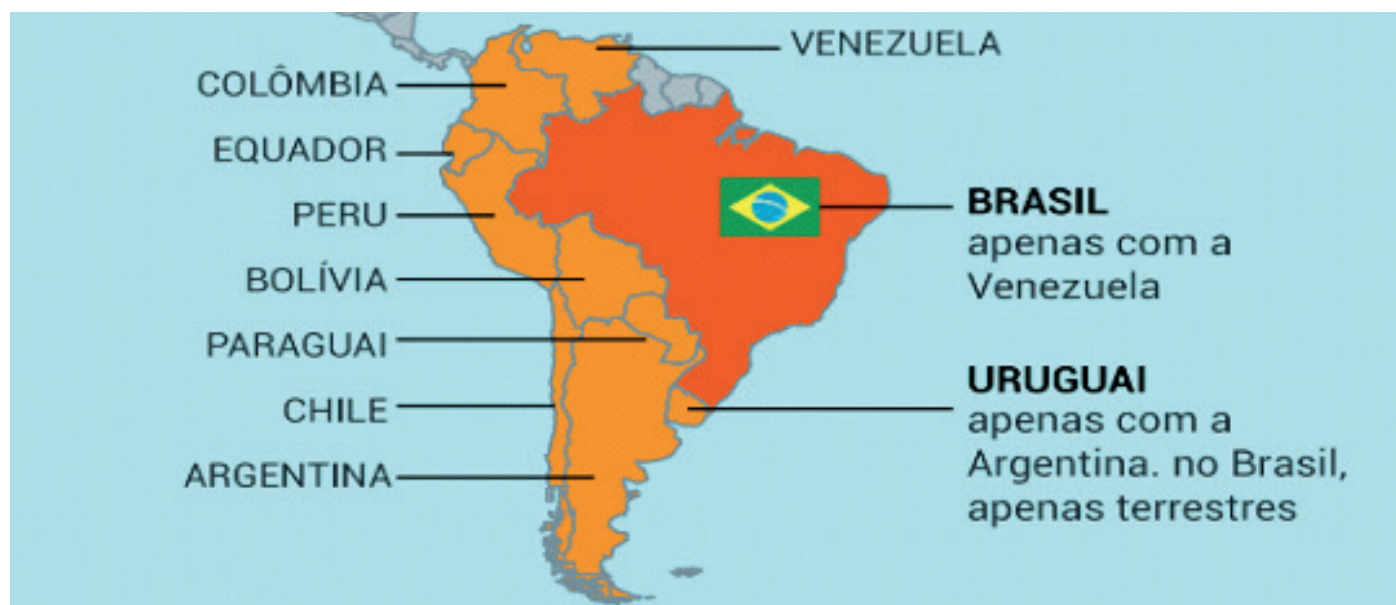 VENEZUELA
COLÔMBIA
EQUADOR
PERU
BOLÍVIA
PARAGUAI
CHILE
ARGENTINA
BRASIL
apenas com a
Venezuela
URUGUAI
apenas com a
Argentina. no Brasil,
apenas terrestres